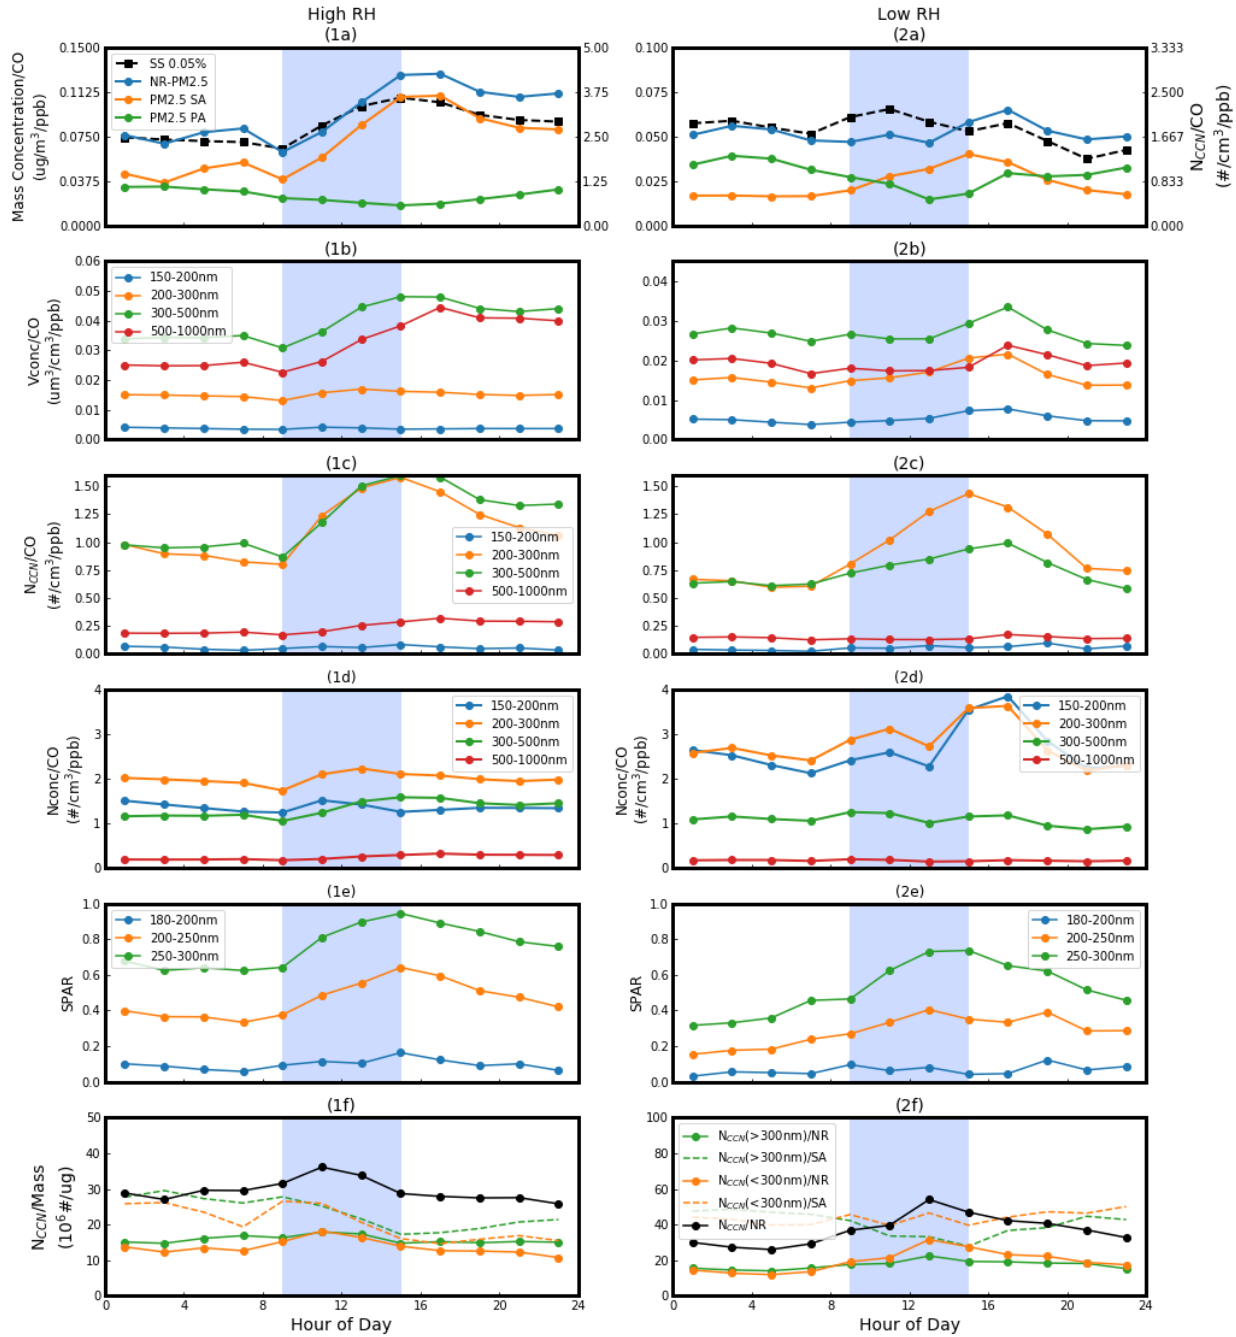 High RH
Low RH
(1a)
(2a)
Mass Concentration/CO
(ug/m³/ppb)
0.1500
0.1125
0.0750
0.0375
0.0000
SS 0.05%
NR-PM2.5
PM2.5 SA
PM2.5 PA
5.00
3.75
2.50
1.25
0.00
0.100
0.075
0.050
0.025
0.000
3.333
2.500
1.667
0.833
0.000
N_CCN/CO
(#/cm³/ppb)
(1b)
(2b)
Vconc/CO
(um³/cm³/ppb)
0.06
0.05
0.04
0.03
0.02
0.01
0.00
150-200nm
200-300nm
300-500nm
500-1000nm
0.04
0.03
0.02
0.01
0.00
(1c)
(2c)
N_CCN/CO
(#/cm³/ppb)
1.50
1.25
1.00
0.75
0.50
0.25
0.00
150-200nm
200-300nm
300-500nm
500-1000nm
1.50
1.25
1.00
0.75
0.50
0.25
0.00
(1d)
(2d)
Nconc/CO
(#/cm³/ppb)
4
3
2
1
0
150-200nm
200-300nm
300-500nm
500-1000nm
Nconc/CO
(#/cm³/ppb)
4
3
2
1
0
150-200nm
200-300nm
300-500nm
500-1000nm
(1e)
(2e)
SPAR
1.0
0.8
0.6
0.4
0.2
0.0
180-200nm
200-250nm
250-300nm
SPAR
1.0
0.8
0.6
0.4
0.2
0.0
180-200nm
200-250nm
250-300nm
(1f)
(2f)
N_CCN/Mass
(10⁶#/ug)
50
40
30
20
10
0
100
80
60
40
20
0
N_CCN(>300nm)/NR
N_CCN(>300nm)/SA
N_CCN(<300nm)/NR
N_CCN(<300nm)/SA
N_CCN/NR
0 4 8 12 16 20 24
0 4 8 12 16 20 24
Hour of Day
Hour of Day